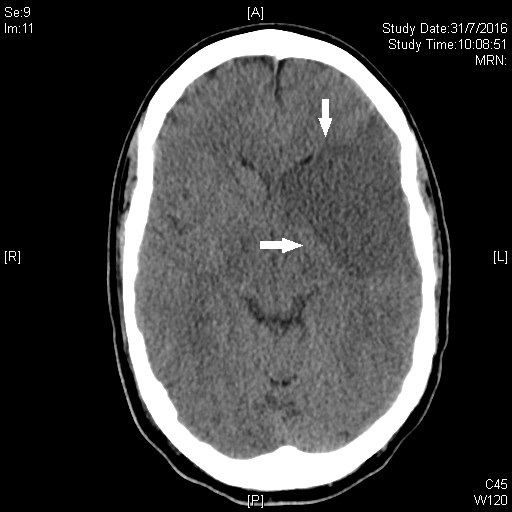 Se:9
Im:11
[A]
Study Date:31/7/2016
Study Time:10:08:51
MRN:
[R]
[L]
[P]
C45
W120